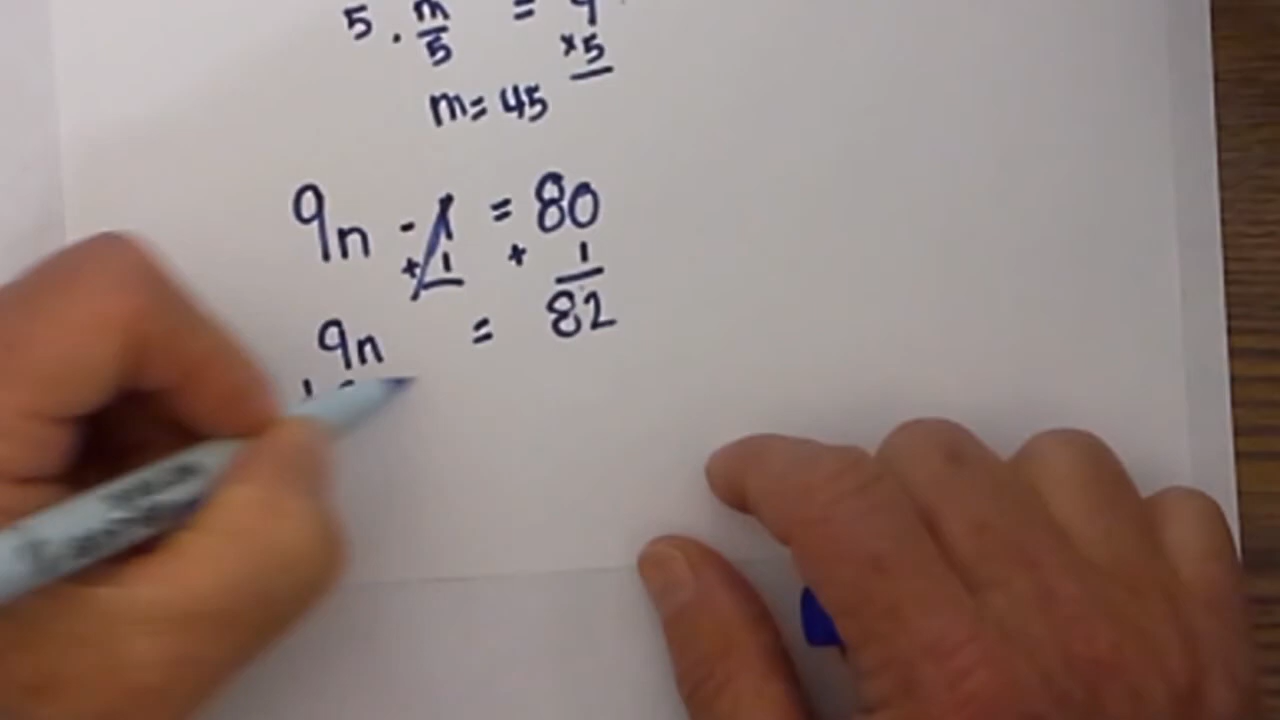 5 . m/5 = 9
×5
m = 45
9n - 1 = 80
+ 1 + 1
9n = 82